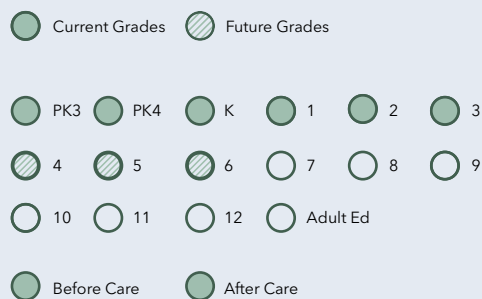 Current Grades Future Grades
PK3 PK4 K 1 2 3
4 5 6 7 8 9
10 11 12 Adult Ed
Before Care After Care